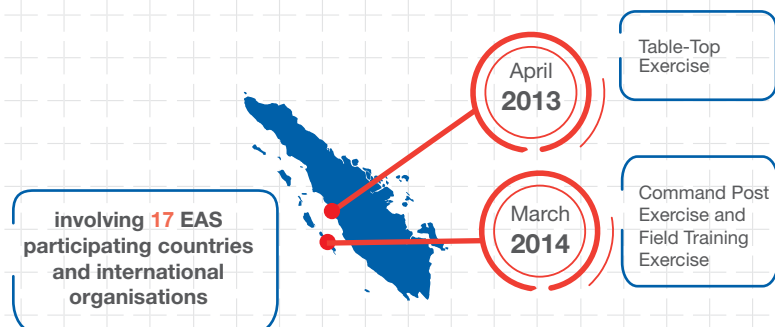 April
2013
Table-Top
Exercise
March
2014
Command Post
Exercise and
Field Training
Exercise
involving 17 EAS
participating countries
and international
organisations